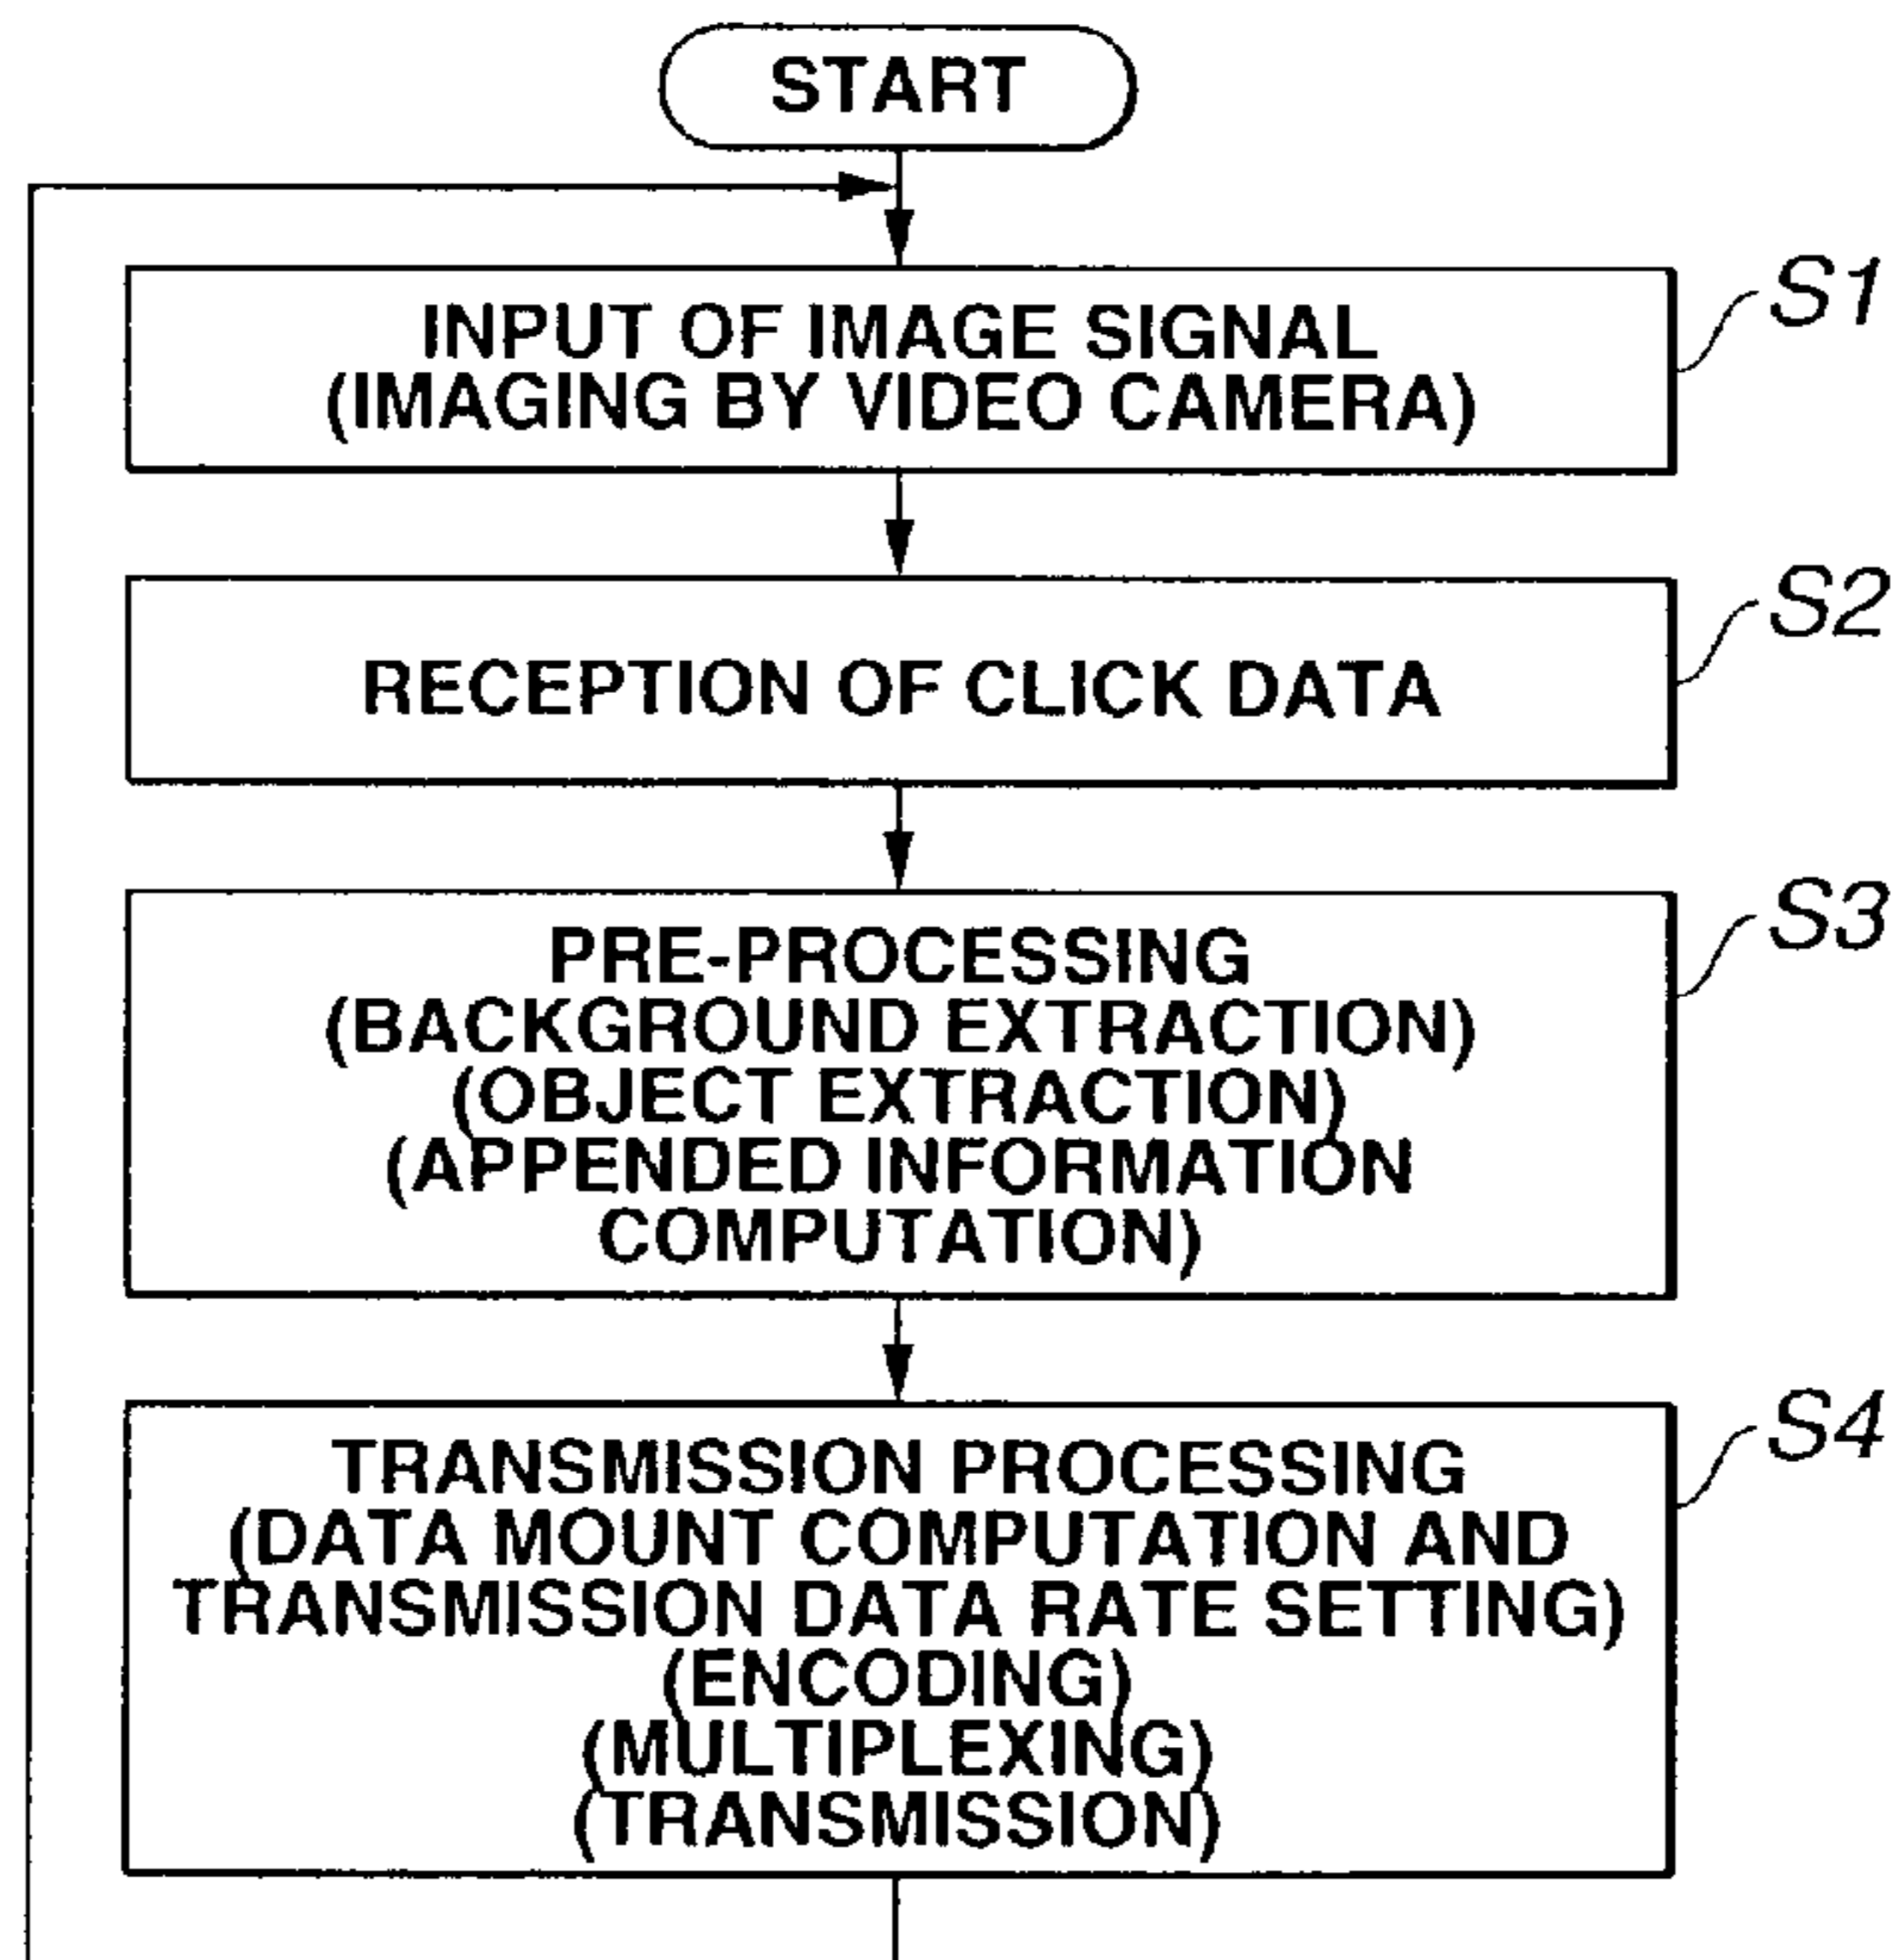 START
INPUT OF IMAGE SIGNAL
(IMAGING BY VIDEO CAMERA)
S1
RECEPTION OF CLICK DATA
S2
PRE-PROCESSING
(BACKGROUND EXTRACTION)
(OBJECT EXTRACTION)
(APPENDED INFORMATION
COMPUTATION)
S3
TRANSMISSION PROCESSING
(DATA MOUNT COMPUTATION AND
TRANSMISSION DATA RATE SETTING)
(ENCODING)
(MULTIPLEXING)
(TRANSMISSION)
S4